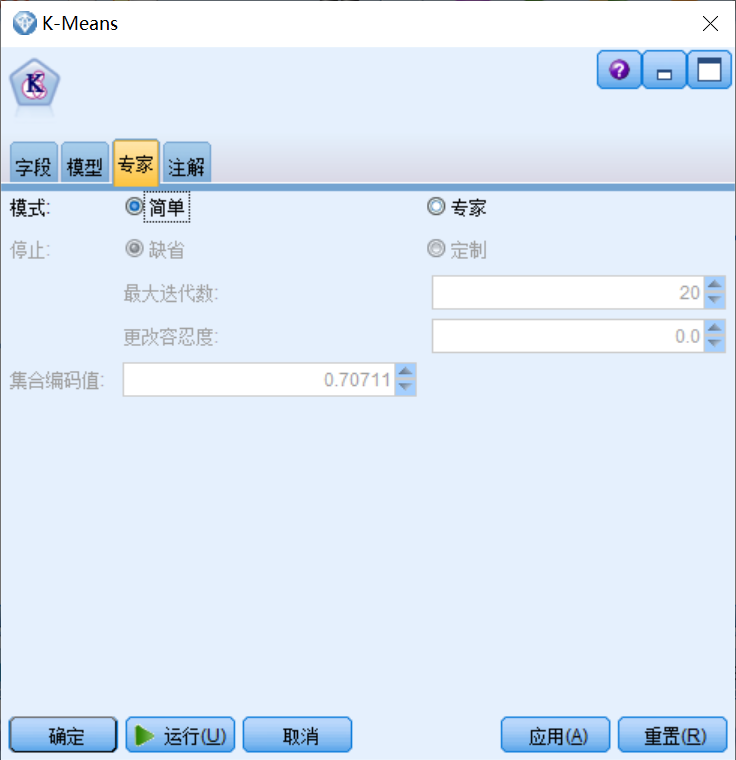 K-Means
K
字段 模型 专家 注解
模式: 简单 专家
停止: 缺省 定制
最大迭代数: 20
更改容忍度: 0.0
集合编码值: 0.70711
确定 运行(U) 取消 应用(A) 重置(R)